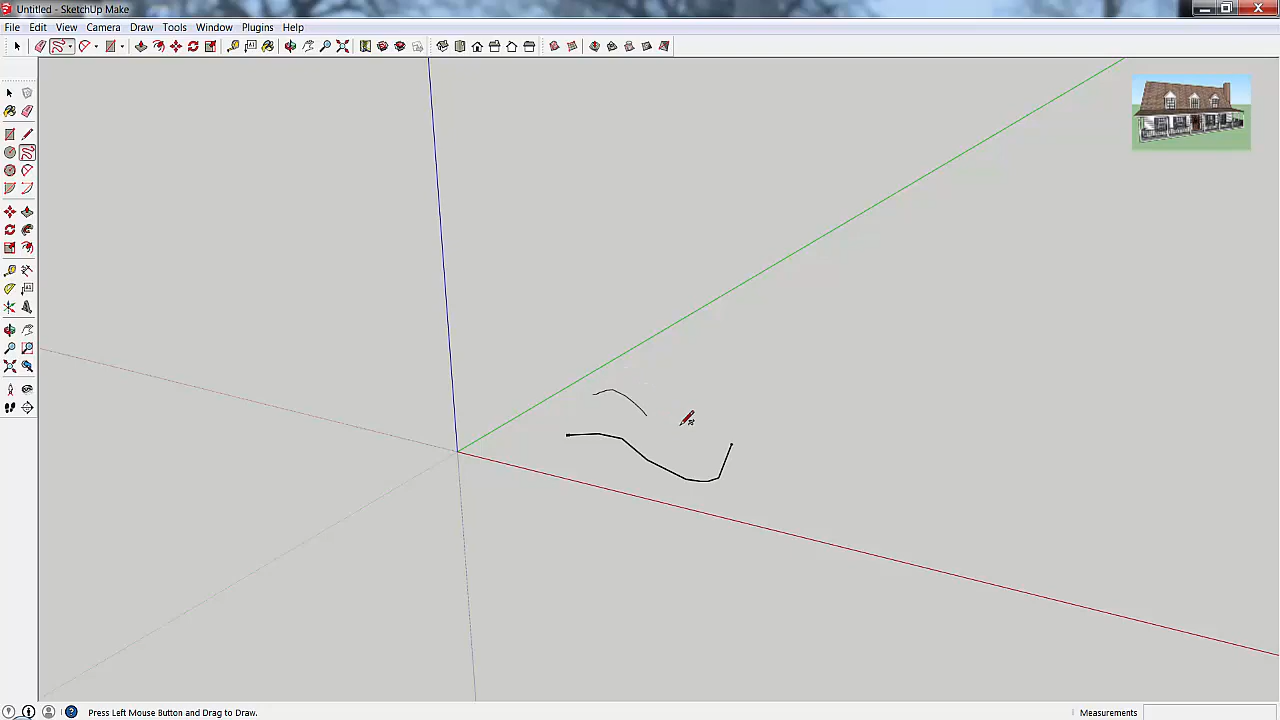 Untitled - SketchUp Make
File Edit View Camera Draw Tools Window Plugins Help
Press Left Mouse Button and Drag to Draw.
Measurements